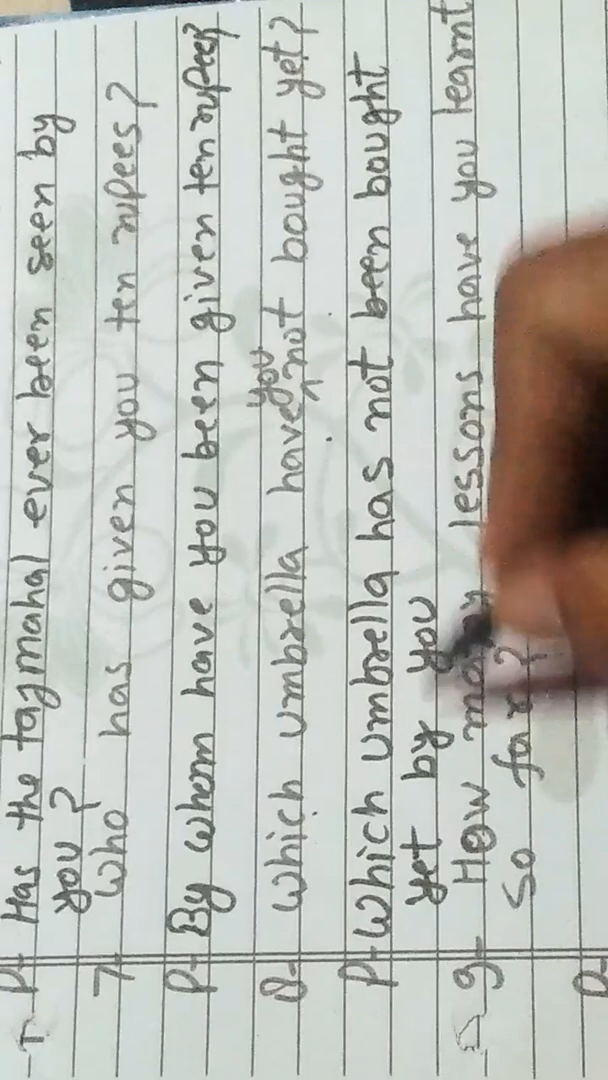 P- Has the tajmahal ever been seen by
you?
7- Who has given you ten rupees?
P- By whom have you been given ten rupees?
8- Which umbrella have you not bought yet?
P- Which umbrella has not been bought
yet by you
9- How many lessons have you learnt
so far?
P-